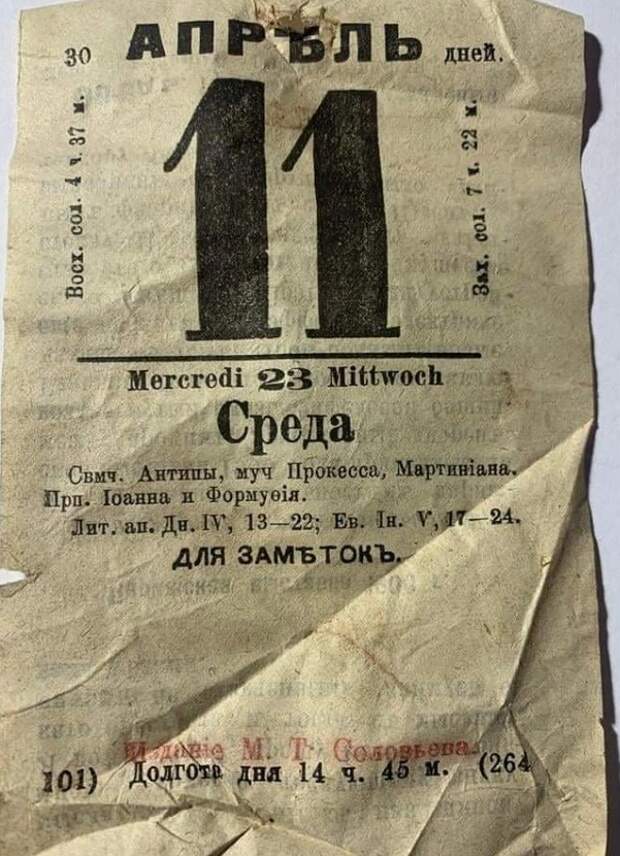 30 АПРѢЛЬ дней.
Восх. сол. 4 ч. 37 м.
11
Зах. сол. 7 ч. 22 м.
Mercredi 23 Mittwoch
Среда
Свмч. Антипы, муч Прокесса, Мартиніана.
Прп. Іоанна и Формуѳія.
Лит. ап. Дн. IV, 13—22; Ев. Ін. V, 17—24.
ДЛЯ ЗАМѢТОКЪ.
Изданіе М. Т. Соловьева.
101) Долгота дня 14 ч. 45 м. (264